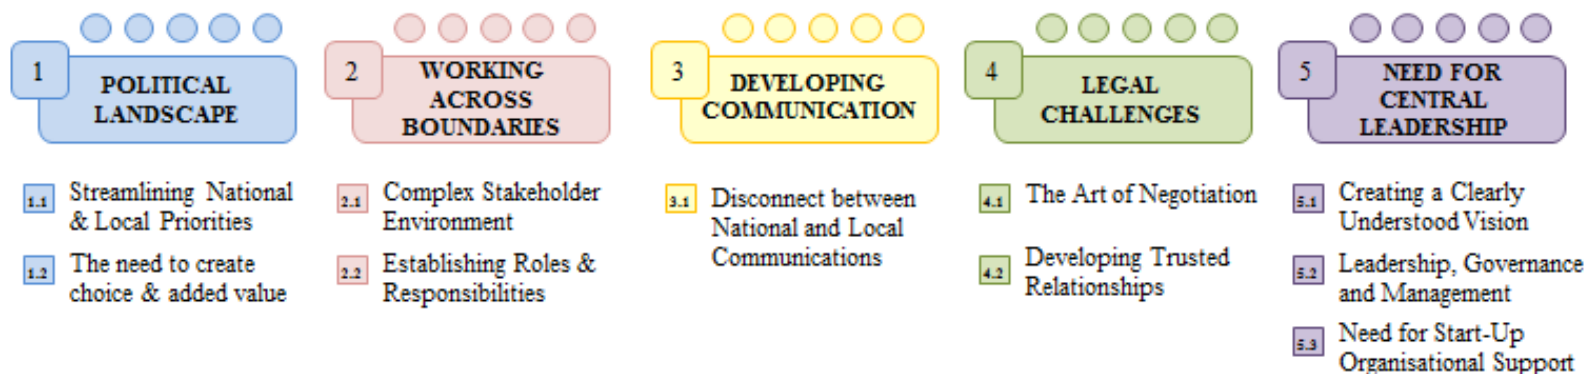 1
POLITICAL
LANDSCAPE
1.1
Streamlining National
& Local Priorities
1.2
The need to create
choice & added value
2
WORKING
ACROSS
BOUNDARIES
2.1
Complex Stakeholder
Environment
2.2
Establishing Roles &
Responsibilities
3
DEVELOPING
COMMUNICATION
3.1
Disconnect between
National and Local
Communications
4
LEGAL
CHALLENGES
4.1
The Art of Negotiation
4.2
Developing Trusted
Relationships
5
NEED FOR
CENTRAL
LEADERSHIP
5.1
Creating a Clearly
Understood Vision
5.2
Leadership, Governance
and Management
5.3
Need for Start-Up
Organisational Support